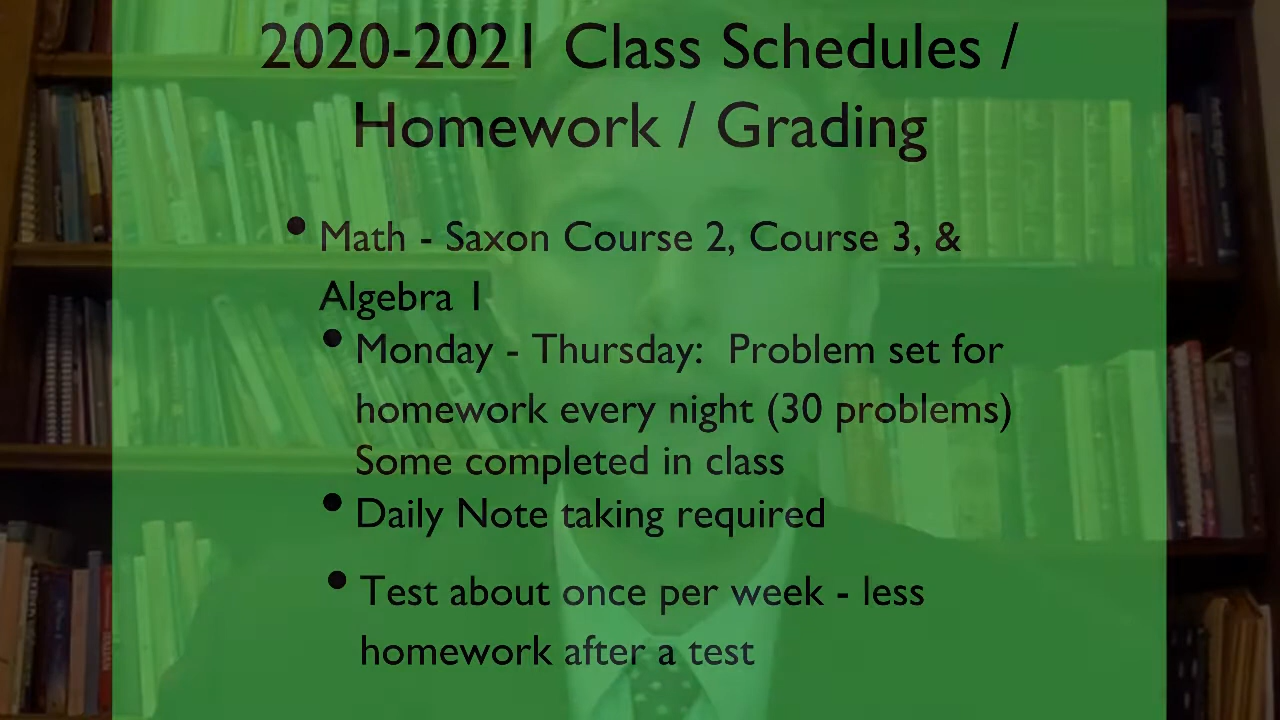 2020-2021 Class Schedules /
Homework / Grading
• Math - Saxon Course 2, Course 3, &
Algebra 1
• Monday - Thursday: Problem set for
homework every night (30 problems)
Some completed in class
• Daily Note taking required
• Test about once per week - less
homework after a test